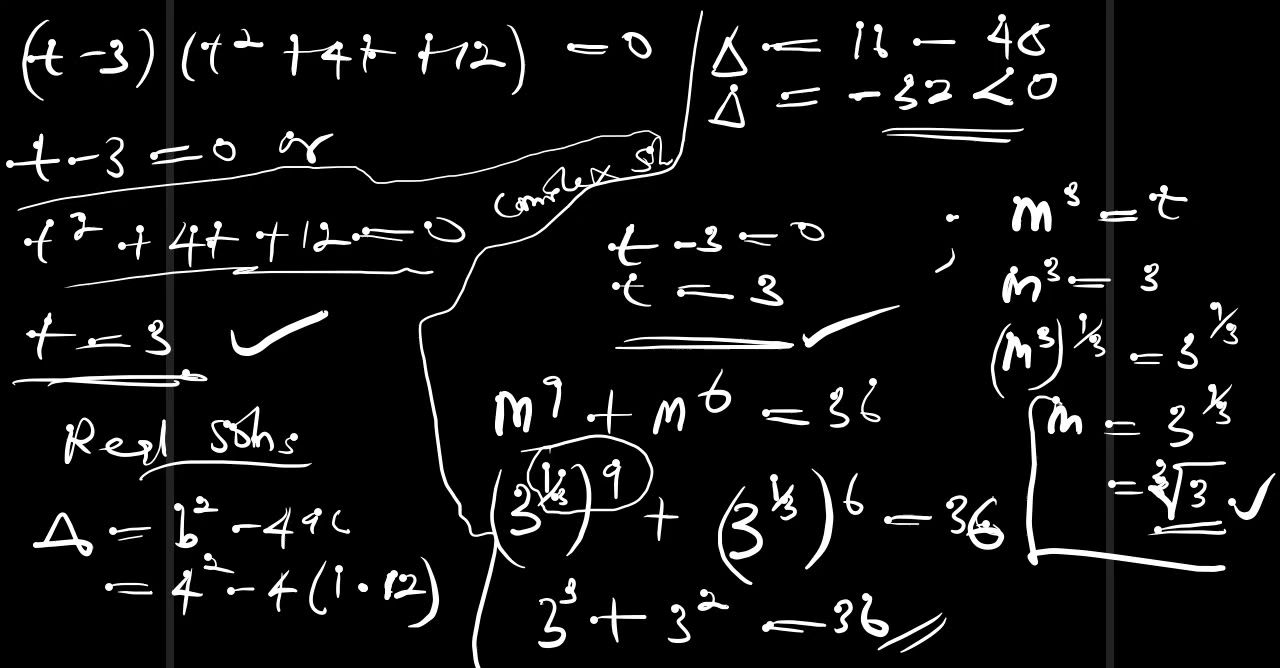 (t-3)(t² + 4t + 12) = 0
t-3 = 0 or
t² + 4t + 12 = 0
t = 3 ✓
Real solns
Δ = b² - 4ac
= 4² - 4(1·12)
Δ = 16 - 48
Δ = -32 < 0
complex sol
t-3 = 0
t = 3 ✓
; m³ = t
m³ = 3
(m³)^1/3 = 3^1/3
m = 3^1/3
= ∛3 ✓
m⁹ + m⁶ = 36
(3^1/3)⁹ + (3^1/3)⁶ = 36
3³ + 3² = 36